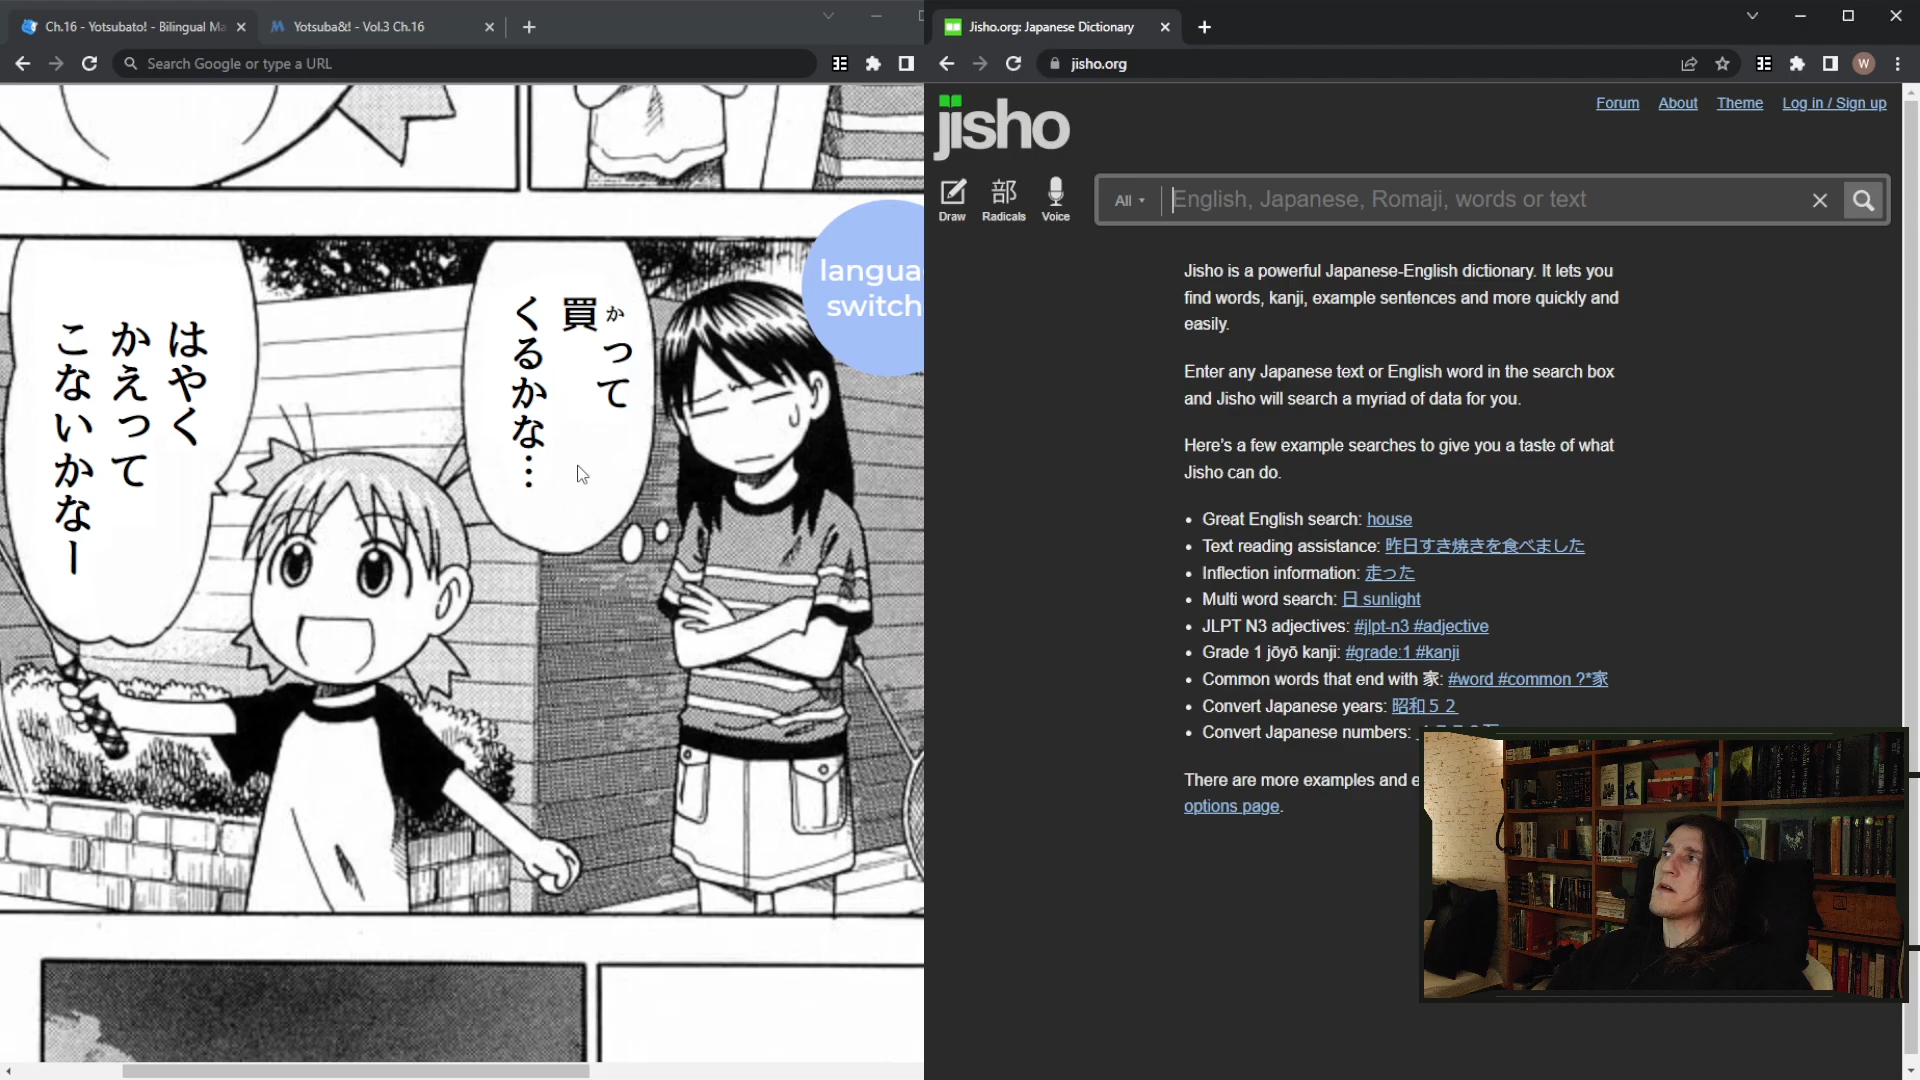 Ch.16 - Yotsubato! - Bilingual Ma
Yotsuba&! - Vol.3 Ch.16
Search Google or type a URL
買って
か
くるかな…
はやく
かえって
こないかなー
langua
switch
Jisho.org: Japanese Dictionary
jisho.org
W
jisho
Forum
About
Theme
Log in / Sign up
Draw
部
Radicals
Voice
All
English, Japanese, Romaji, words or text
Jisho is a powerful Japanese-English dictionary. It lets you
find words, kanji, example sentences and more quickly and
easily.
Enter any Japanese text or English word in the search box
and Jisho will search a myriad of data for you.
Here's a few example searches to give you a taste of what
Jisho can do.
Great English search: house
Text reading assistance: 昨日すき焼きを食べました
Inflection information: 走った
Multi word search: 日 sunlight
JLPT N3 adjectives: #jlpt-n3 #adjective
Grade 1 jōyō kanji: #grade:1 #kanji
Common words that end with 家: #word #common ?*家
Convert Japanese years: 昭和５２
Convert Japanese numbers:
There are more examples and e
options page.